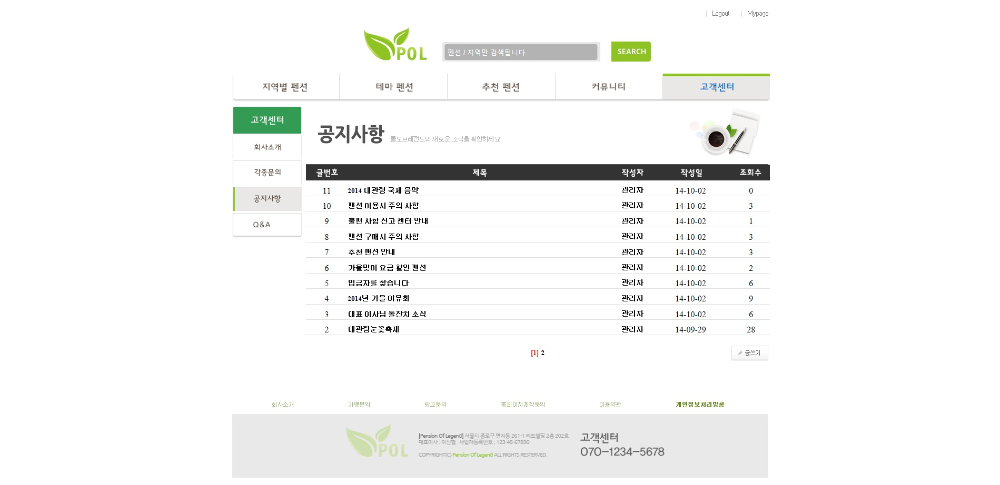 Logout Mypage
POL
펜션 / 지역만 검색됩니다.
SEARCH
지역별 펜션 테마 펜션 추천 펜션 커뮤니티 고객센터
고객센터
회사소개
각종문의
공지사항
Q&A
공지사항 폴오브레전드의 새로운 소식을 확인하세요
글번호 제목 작성자 작성일 조회수
11 2014 대관령 국제 음악 관리자 14-10-02 0
10 팬션 이용시 주의 사항 관리자 14-10-02 3
9 불편 사항 신고 센터 안내 관리자 14-10-02 1
8 팬션 구매시 주의 사항 관리자 14-10-02 3
7 추천 팬션 안내 관리자 14-10-02 3
6 가을맞이 요금 할인 팬션 관리자 14-10-02 2
5 입금자를 찾습니다 관리자 14-10-02 6
4 2014년 가을 야유회 관리자 14-10-02 9
3 대표 이사님 돌잔치 소식 관리자 14-10-02 6
2 대관령눈꽃축제 관리자 14-09-29 28
[1] 2
글쓰기
회사소개 가맹문의 광고문의 홈페이지제작문의 이용약관 개인정보처리방침
POL
[Pension Of Legend] 서울시 종로구 연지동 261-1 리도빌딩 2층 202호
대표이사 : 이신협 사업자등록번호 ; 123-45-67890
COPYRIGHT(C) Pension Of Legend ALL RIGHTS RESTERVED.
고객센터
070-1234-5678